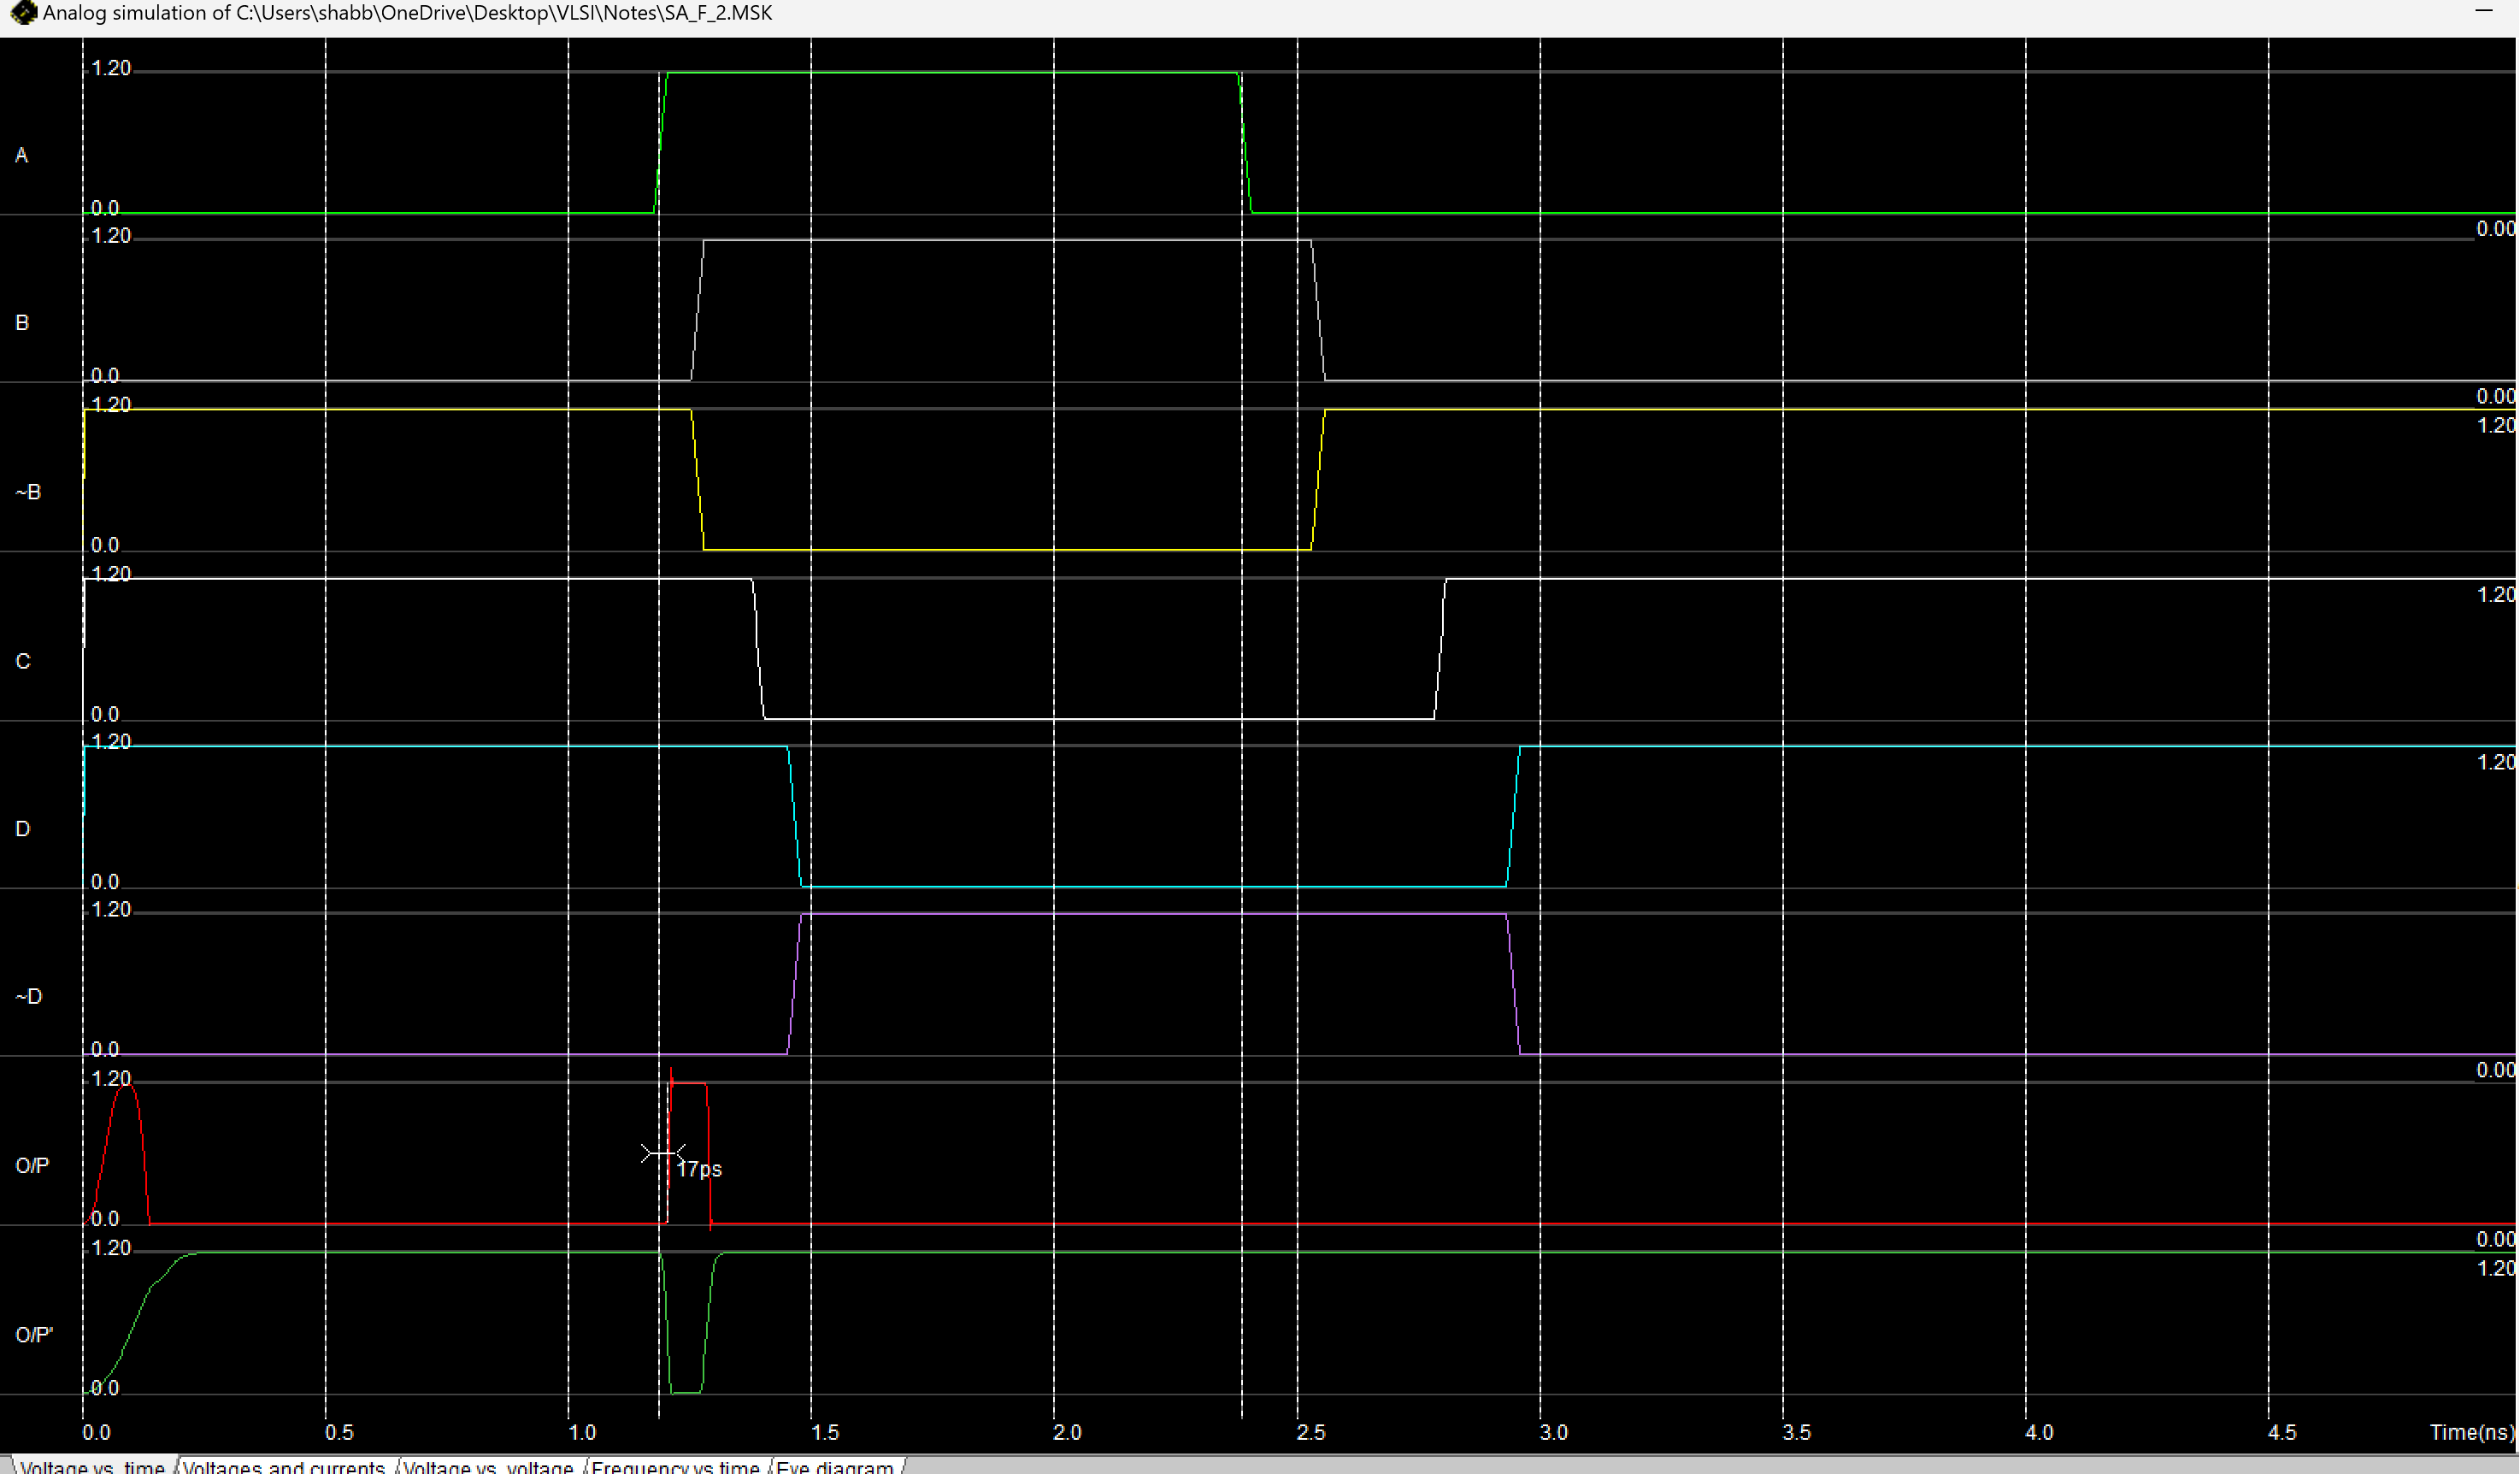 Analog simulation of C:\Users\shabb\OneDrive\Desktop\VLSI\Notes\SA_F_2.MSK
1.20
A
0.0
0.00
1.20
B
0.0
0.00
1.20
1.20
~B
0.0
1.20
1.20
C
0.0
1.20
1.20
D
0.0
1.20
~D
0.0
0.00
1.20
O/P
17ps
0.0
0.00
1.20
1.20
O/P'
0.0
0.0 0.5 1.0 1.5 2.0 2.5 3.0 3.5 4.0 4.5 Time(ns)
Voltage vs. time Voltages and currents Voltage vs. voltage Frequency vs time Eye diagram